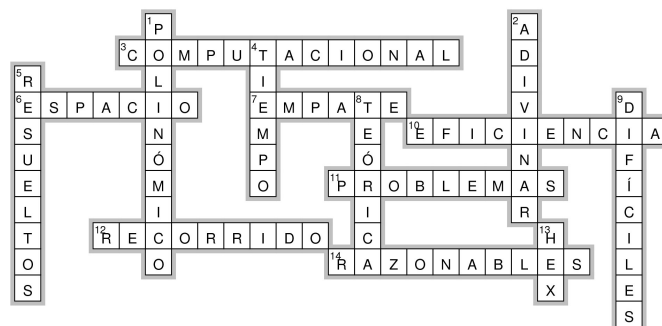 1 POLINÓMICO
2 ADIVINAR
3 COMPUTACIONAL
4 TIEMPO
5 RESUELTOS
6 ESPACIO
7 EMPATE
8 TEÓRICA
9 DIFÍCILES
10 EFICIENCIA
11 PROBLEMAS
12 RECORRIDO
13 HEX
14 RAZONABLES